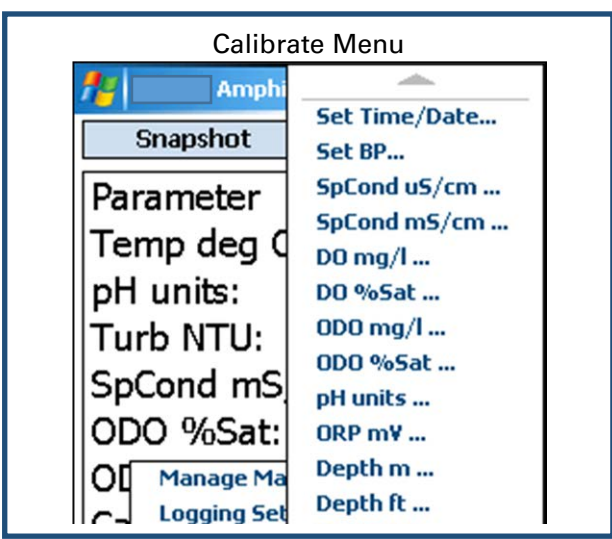 Calibrate Menu
Amphi
Snapshot
Parameter
Temp deg C
pH units:
Turb NTU:
SpCond mS
ODO %Sat:
OD
Manage Ma
Logging Set
Set Time/Date...
Set BP...
SpCond uS/cm ...
SpCond mS/cm ...
DO mg/l ...
DO %Sat ...
ODO mg/l ...
ODO %Sat ...
pH units ...
ORP mV ...
Depth m ...
Depth ft ...